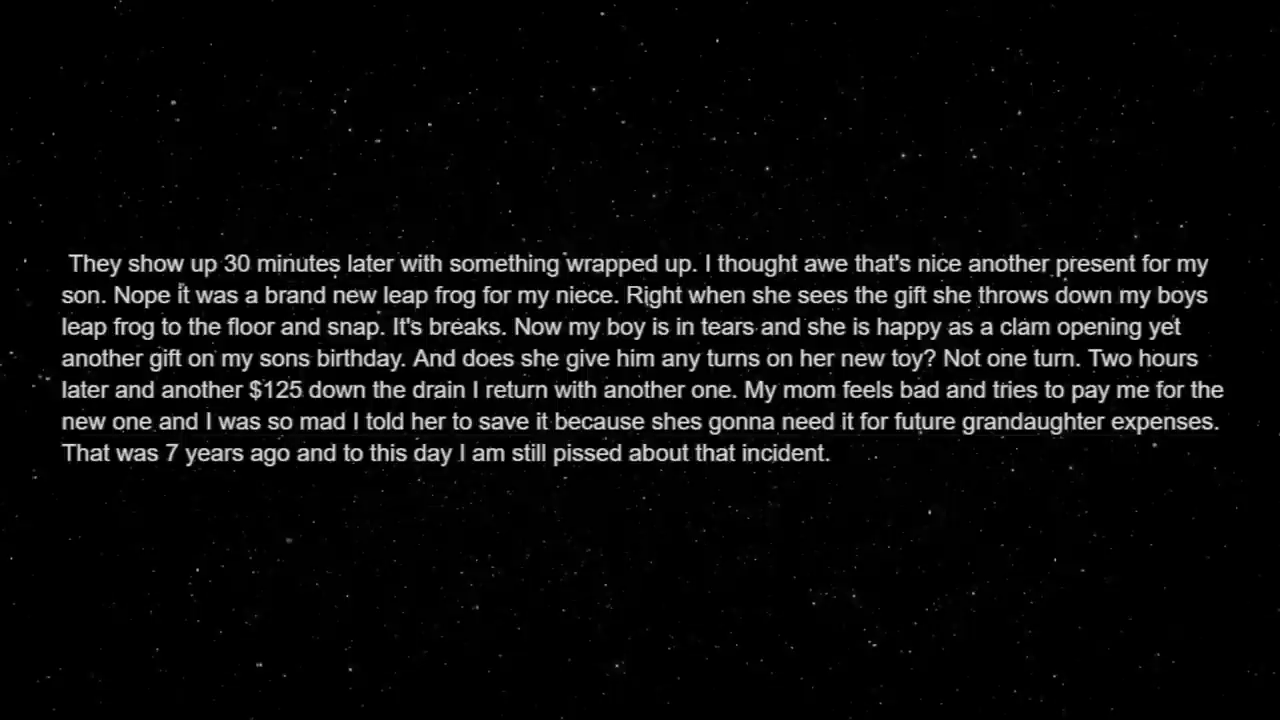 They show up 30 minutes later with something wrapped up. I thought awe that's nice another present for my
son. Nope it was a brand new leap frog for my niece. Right when she sees the gift she throws down my boys
leap frog to the floor and snap. It's breaks. Now my boy is in tears and she is happy as a clam opening yet
another gift on my sons birthday. And does she give him any turns on her new toy? Not one turn. Two hours
later and another $125 down the drain I return with another one. My mom feels bad and tries to pay me for the
new one and I was so mad I told her to save it because shes gonna need it for future grandaughter expenses.
That was 7 years ago and to this day I am still pissed about that incident.